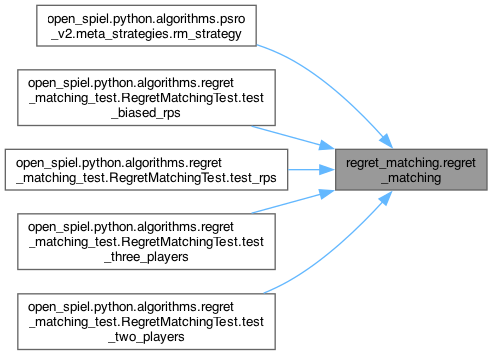 open_spiel.python.algorithms.psro
_v2.meta_strategies.rm_strategy
open_spiel.python.algorithms.regret
_matching_test.RegretMatchingTest.test
_biased_rps
open_spiel.python.algorithms.regret
_matching_test.RegretMatchingTest.test_rps
regret_matching.regret
_matching
open_spiel.python.algorithms.regret
_matching_test.RegretMatchingTest.test
_three_players
open_spiel.python.algorithms.regret
_matching_test.RegretMatchingTest.test
_two_players